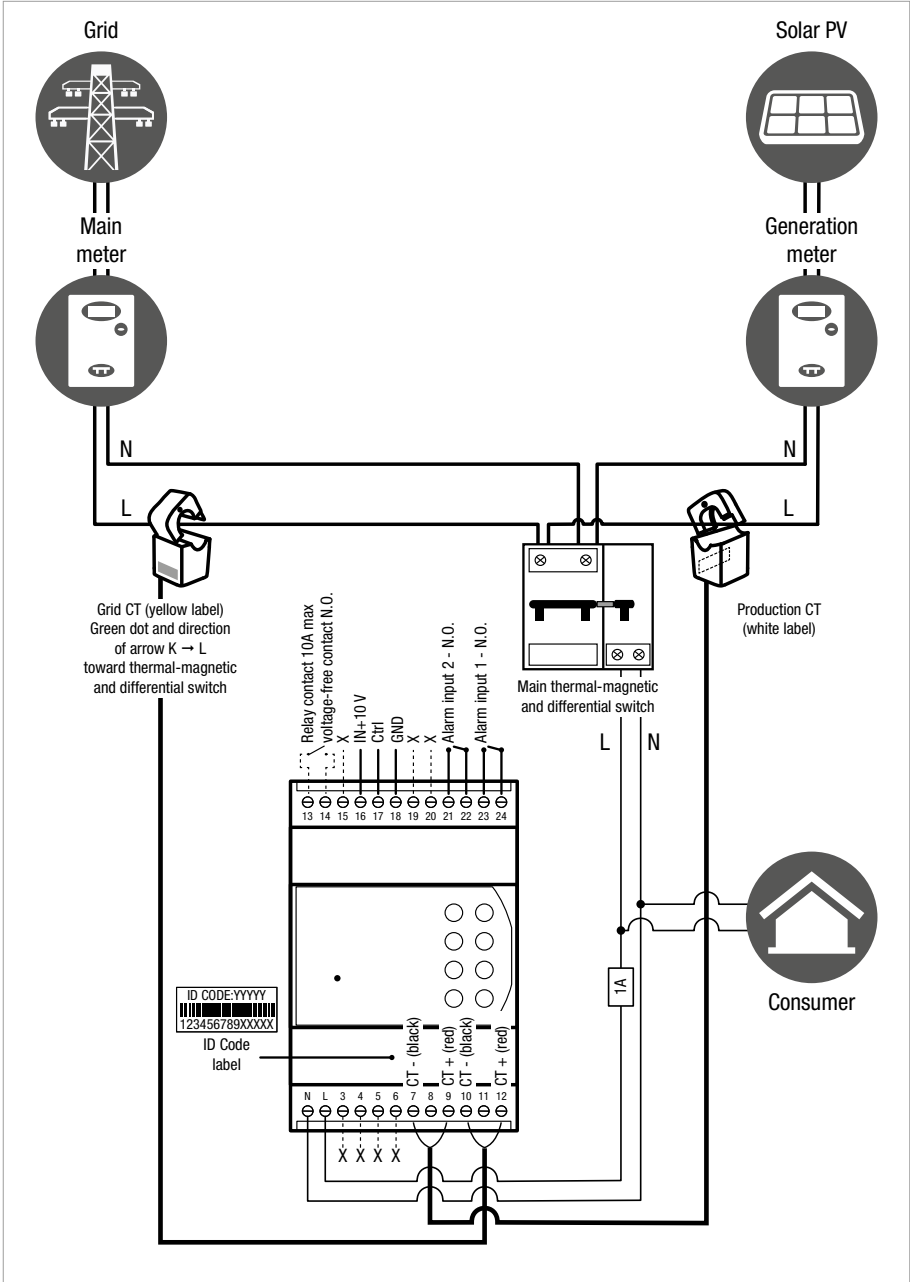 Grid
Solar PV
Main
meter
Generation
meter
N
N
L
L
Grid CT (yellow label)
Green dot and direction
of arrow K → L
toward thermal-magnetic
and differential switch
Production CT
(white label)
Main thermal-magnetic
and differential switch
L N
Relay contact 10A max
voltage-free contact N.O.
X
IN+10 V
Ctrl
GND
X
X
Alarm input 2 - N.O.
Alarm input 1 - N.O.
13 14 15 16 17 18 19 20 21 22 23 24
1A
Consumer
ID CODE:YYYYY
123456789XXXXX
ID Code
label
CT - (black)
CT + (red)
CT - (black)
CT + (red)
N L 3 4 5 6 7 8 9 10 11 12
X X X X